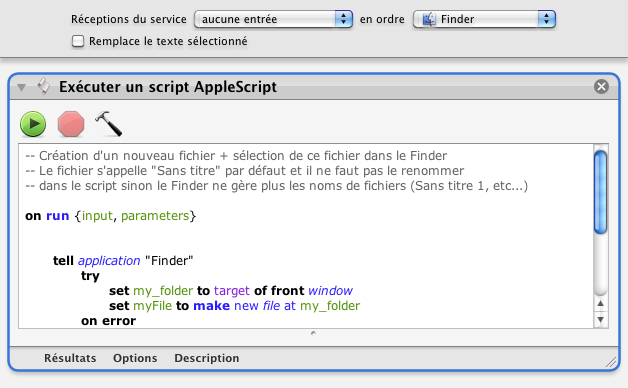 Réceptions du service aucune entrée en ordre Finder
Remplace le texte sélectionné
Exécuter un script AppleScript
-- Création d'un nouveau fichier + sélection de ce fichier dans le Finder
-- Le fichier s'appelle "Sans titre" par défaut et il ne faut pas le renommer
-- dans le script sinon le Finder ne gère plus les noms de fichiers (Sans titre 1, etc...)
on run {input, parameters}
tell application "Finder"
try
set my_folder to target of front window
set myFile to make new file at my_folder
on error
Résultats Options Description